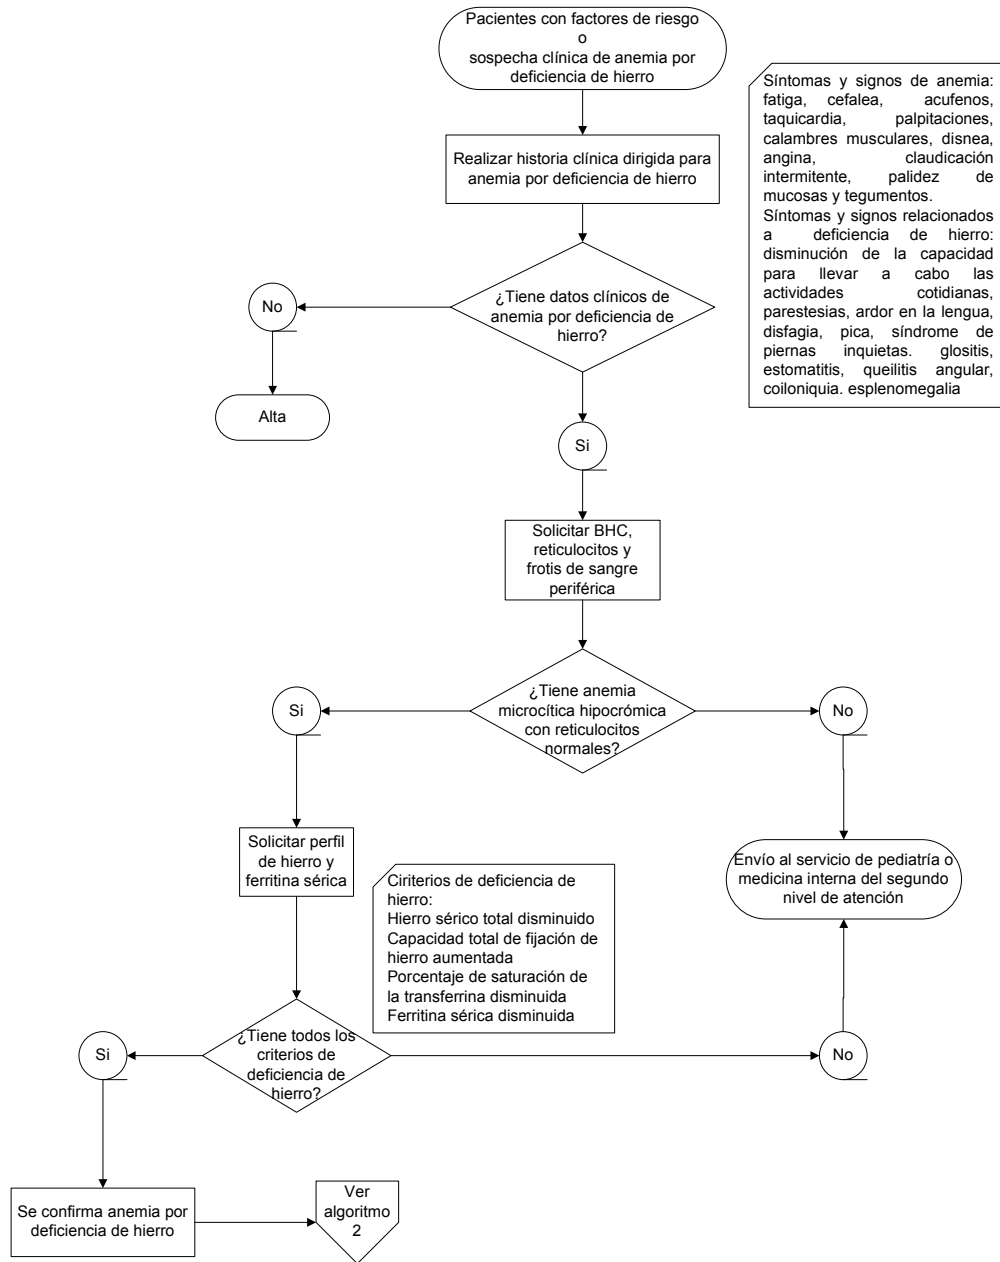 Pacientes con factores de riesgo
o
sospecha clínica de anemia por
deficiencia de hierro
Síntomas y signos de anemia:
fatiga, cefalea, acufenos,
taquicardia, palpitaciones,
calambres musculares, disnea,
angina, claudicación
intermitente, palidez de
mucosas y tegumentos.
Síntomas y signos relacionados
a deficiencia de hierro:
disminución de la capacidad
para llevar a cabo las
actividades cotidianas,
parestesias, ardor en la lengua,
disfagia, pica, síndrome de
piernas inquietas. glositis,
estomatitis, queilitis angular,
coiloniquia. esplenomegalia
Realizar historia clínica dirigida para
anemia por deficiencia de hierro
¿Tiene datos clínicos de
anemia por deficiencia de
hierro?
No
Alta
Si
Solicitar BHC,
reticulocitos y
frotis de sangre
periférica
¿Tiene anemia
microcítica hipocrómica
con reticulocitos
normales?
Si
No
Solicitar perfil
de hierro y
ferritina sérica
Envío al servicio de pediatría o
medicina interna del segundo
nivel de atención
Ciriterios de deficiencia de
hierro:
Hierro sérico total disminuido
Capacidad total de fijación de
hierro aumentada
Porcentaje de saturación de
la transferrina disminuida
Ferritina sérica disminuida
¿Tiene todos los
criterios de
deficiencia de
hierro?
Si
No
Se confirma anemia por
deficiencia de hierro
Ver
algoritmo
2